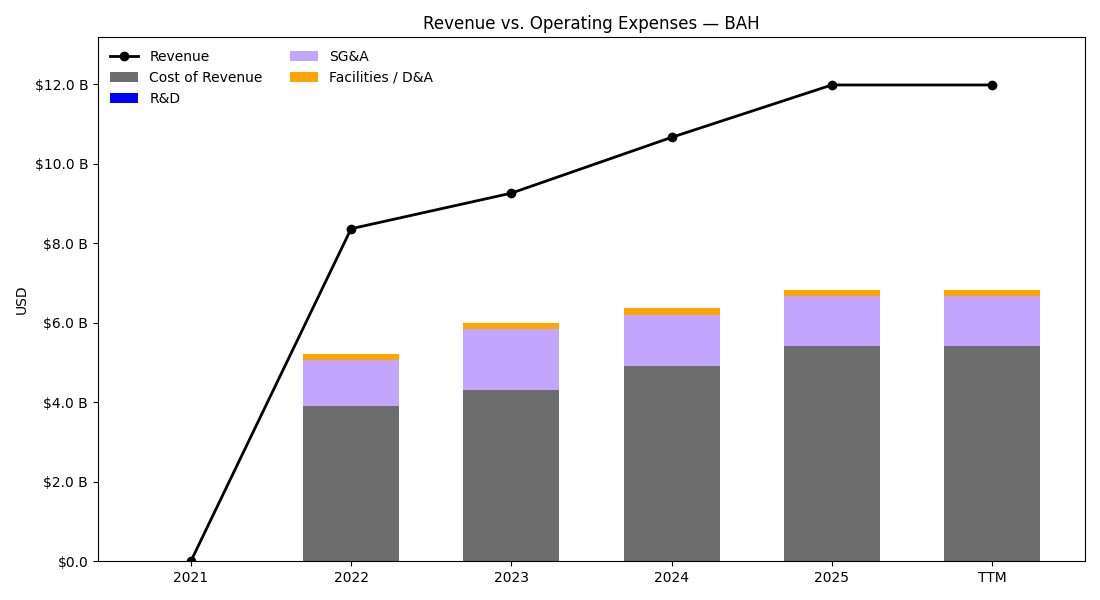 Revenue vs. Operating Expenses — BAH
Revenue
Cost of Revenue
R&D
SG&A
Facilities / D&A
USD
$12.0 B
$10.0 B
$8.0 B
$6.0 B
$4.0 B
$2.0 B
$0.0
2021 2022 2023 2024 2025 TTM